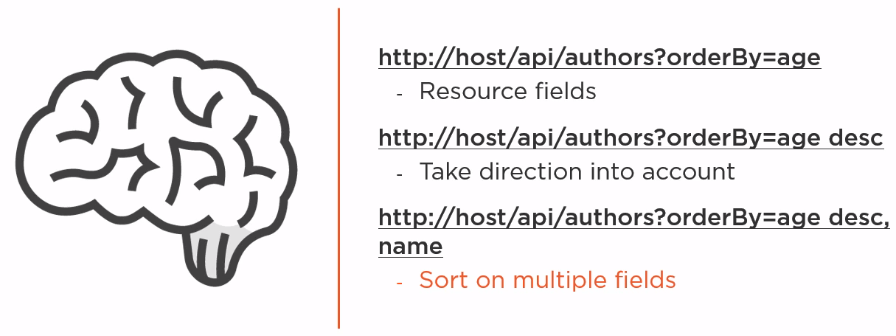 http://host/api/authors?orderBy=age
- Resource fields
http://host/api/authors?orderBy=age desc
- Take direction into account
http://host/api/authors?orderBy=age desc,
name
- Sort on multiple fields